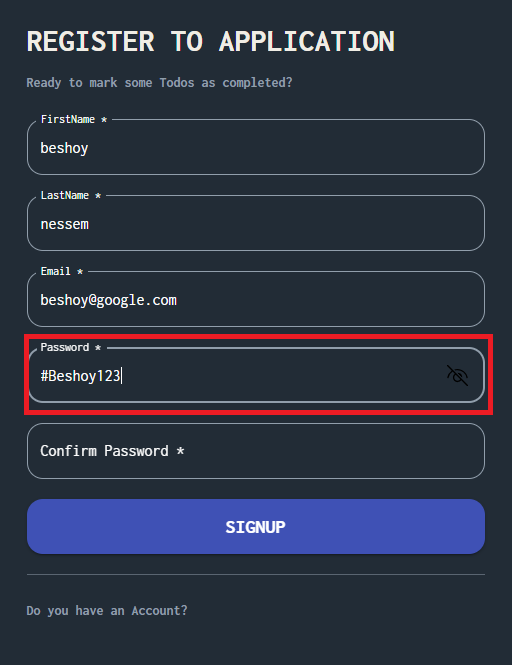 REGISTER TO APPLICATION
Ready to mark some Todos as completed?
FirstName *
beshoy
LastName *
nessem
Email *
beshoy@google.com
Password *
#Beshoy123
Confirm Password *
SIGNUP
Do you have an Account?